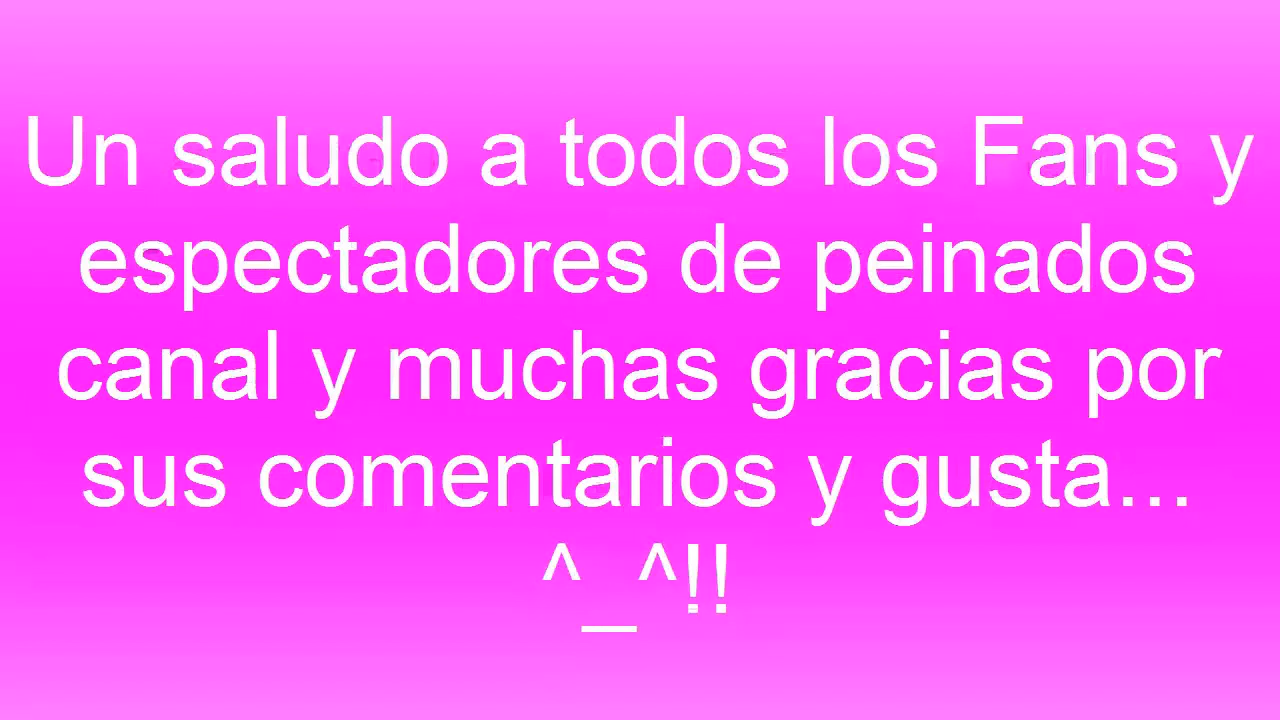 Un saludo a todos los Fans y
espectadores de peinados
canal y muchas gracias por
sus comentarios y gusta...
^_^!!